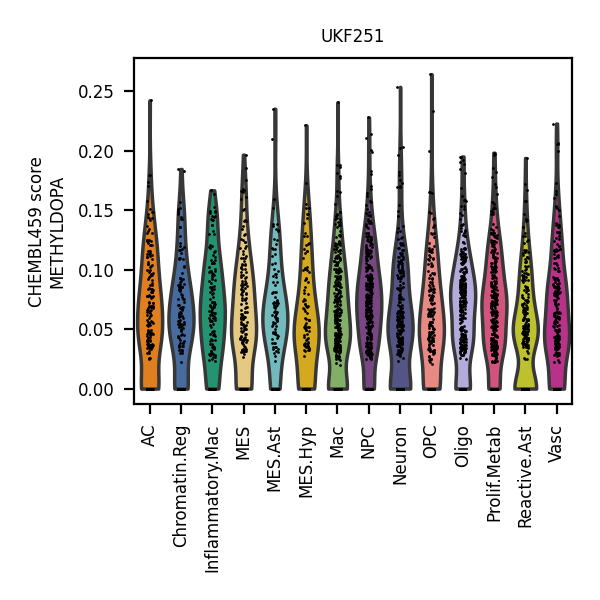 UKF251
CHEMBL459 score
METHYLDOPA
0.25
0.20
0.15
0.10
0.05
0.00
AC
Chromatin.Reg
Inflammatory.Mac
MES
MES.Ast
MES.Hyp
Mac
NPC
Neuron
OPC
Oligo
Prolif.Metab
Reactive.Ast
Vasc